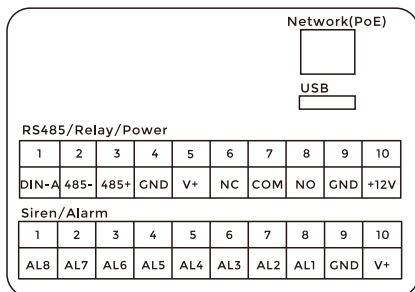 Network(PoE)
USB
RS485/Relay/Power
1 2 3 4 5 6 7 8 9 10
DIN-A 485- 485+ GND V+ NC COM NO GND +12V
Siren/Alarm
1 2 3 4 5 6 7 8 9 10
AL8 AL7 AL6 AL5 AL4 AL3 AL2 AL1 GND V+